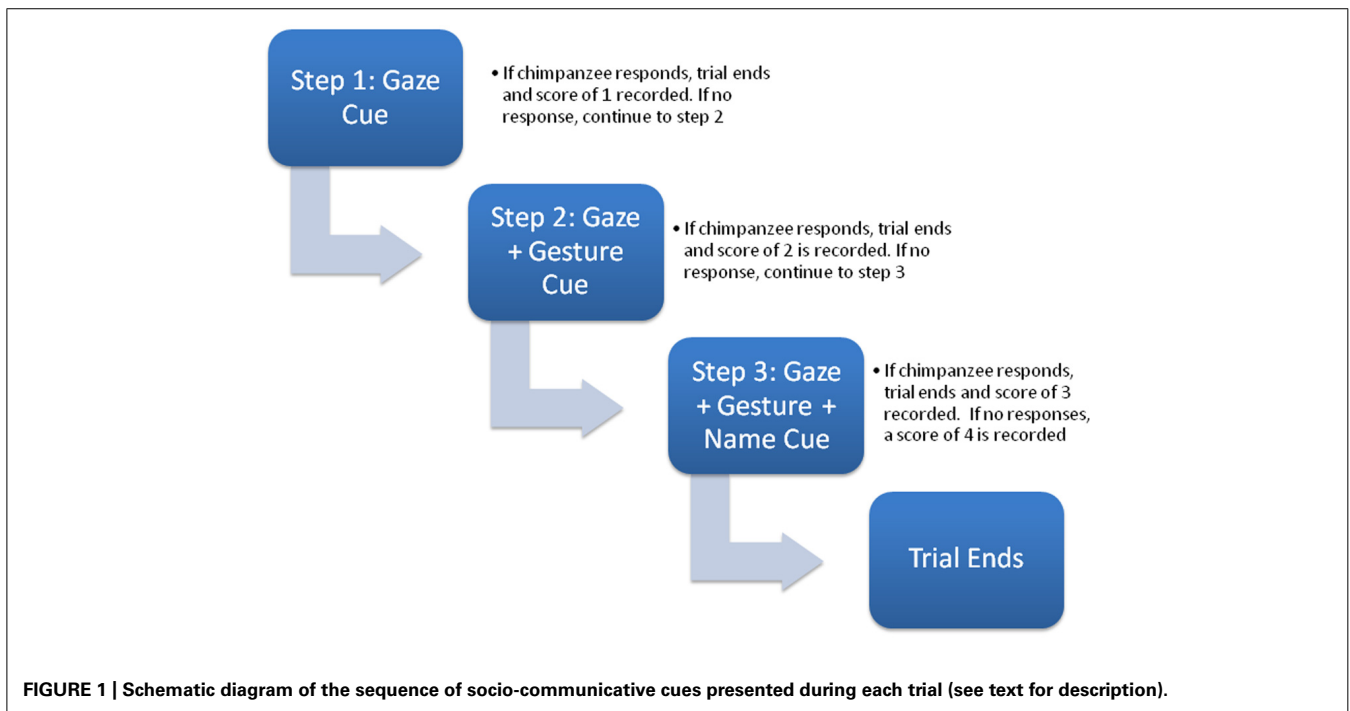 Step 1: Gaze
Cue
• If chimpanzee responds, trial ends
and score of 1 recorded. If no
response, continue to step 2
Step 2: Gaze
+ Gesture
Cue
• If chimpanzee responds, trial ends
and score of 2 is recorded. If no
response, continue to step 3
Step 3: Gaze
+ Gesture +
Name Cue
• If chimpanzee responds,
trial ends and score of 3
recorded. If no responses,
a score of 4 is recorded
Trial Ends
FIGURE 1 | Schematic diagram of the sequence of socio-communicative cues presented during each trial (see text for description).